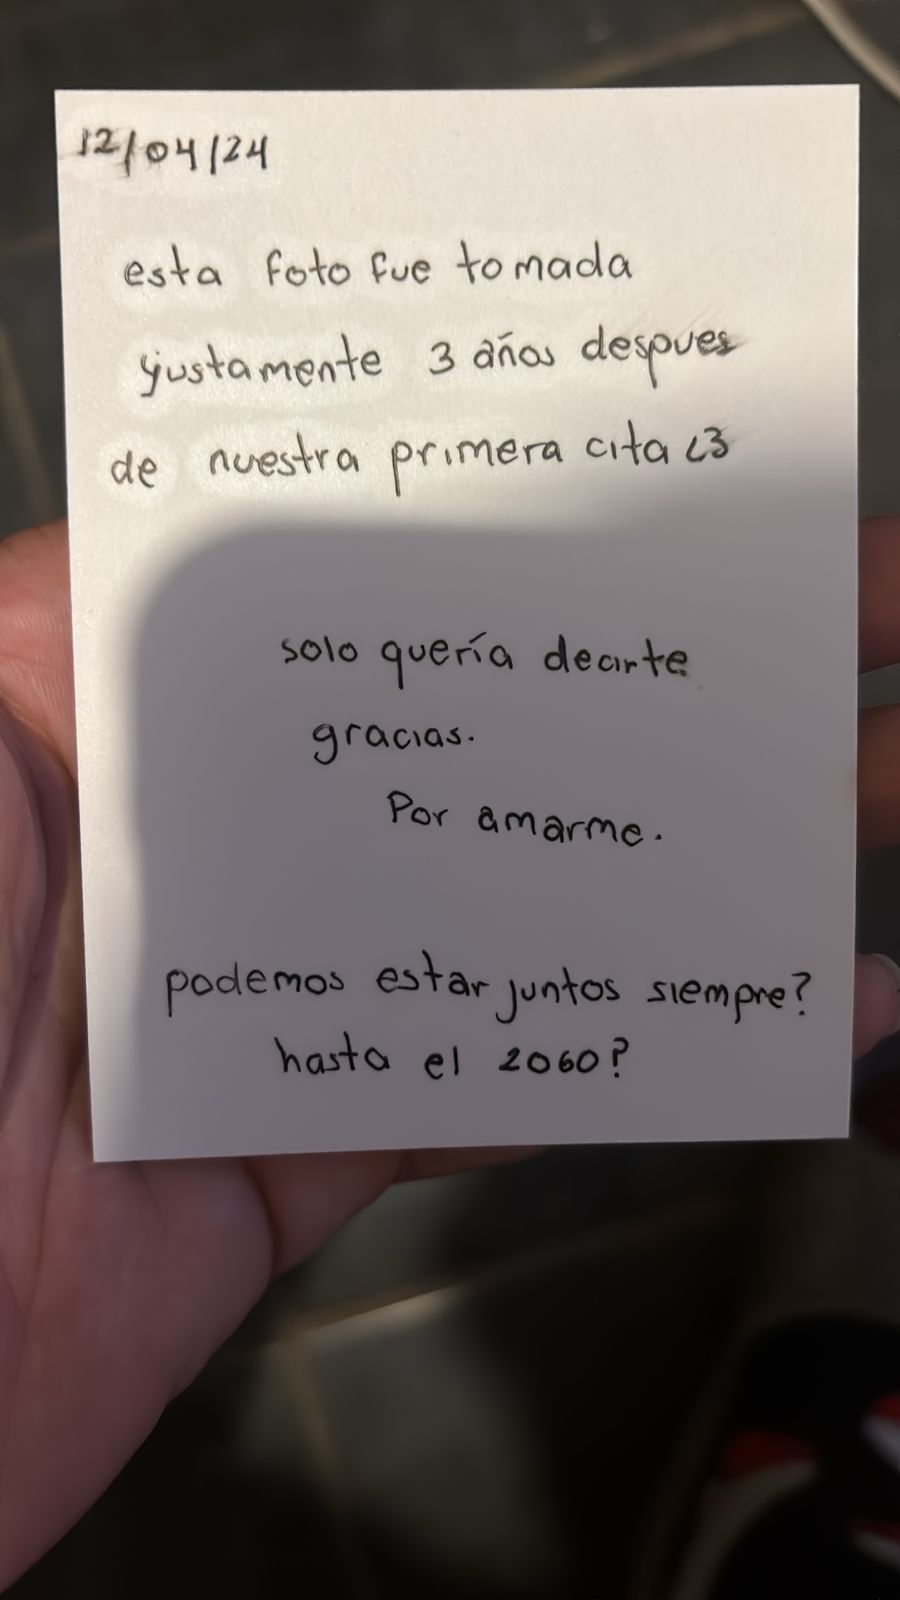 12/04/24
esta foto fue tomada
justamente 3 años despues
de nuestra primera cita <3
solo quería decirte
gracias.
Por amarme.
podemos estar juntos siempre?
hasta el 2060?